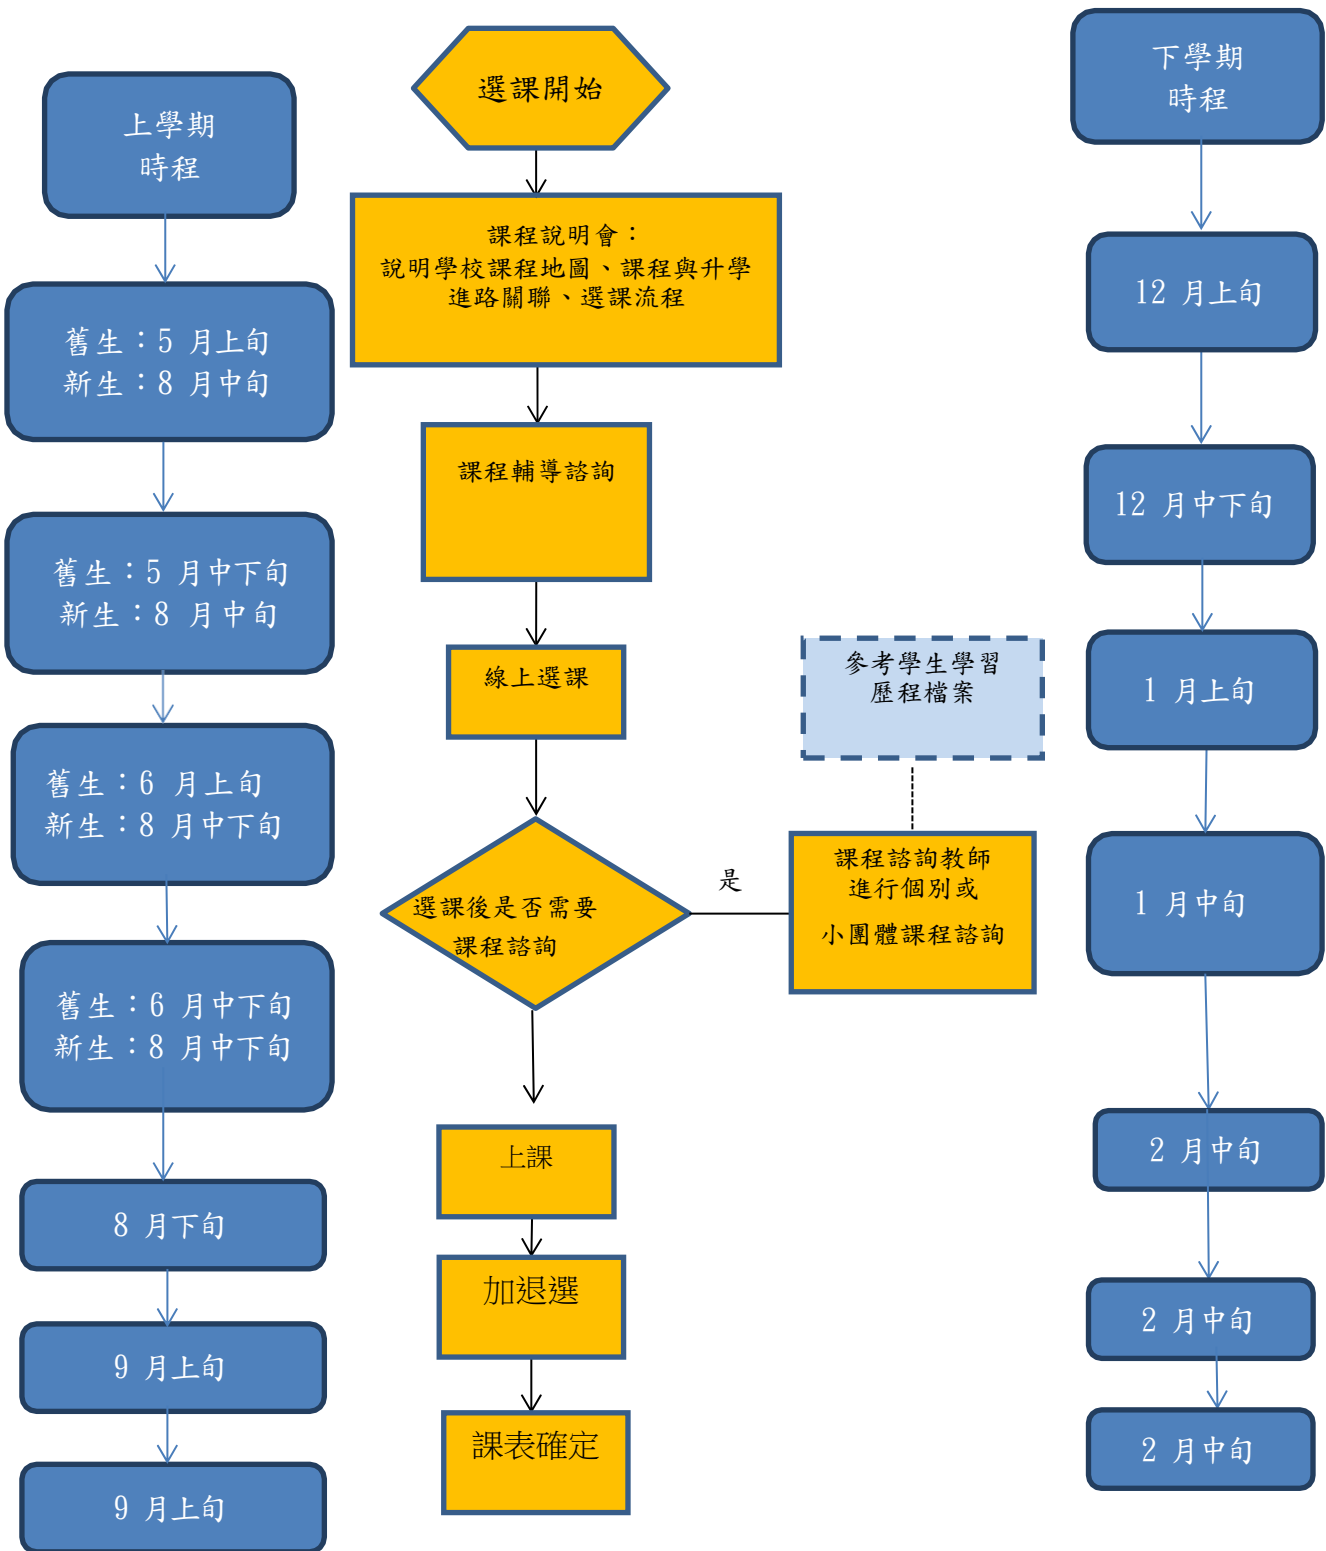 上學期
時程
舊生：5 月上旬
新生：8 月中旬
舊生：5 月中下旬
新生：8 月中旬
舊生：6 月上旬
新生：8 月中下旬
舊生：6 月中下旬
新生：8 月中下旬
8 月下旬
9 月上旬
9 月上旬
選課開始
課程說明會：
說明學校課程地圖、課程與升學
進路關聯、選課流程
課程輔導諮詢
線上選課
選課後是否需要
課程諮詢
是
參考學生學習
歷程檔案
課程諮詢教師
進行個別或
小團體課程諮詢
上課
加退選
課表確定
下學期
時程
12 月上旬
12 月中下旬
1 月上旬
1 月中旬
2 月中旬
2 月中旬
2 月中旬